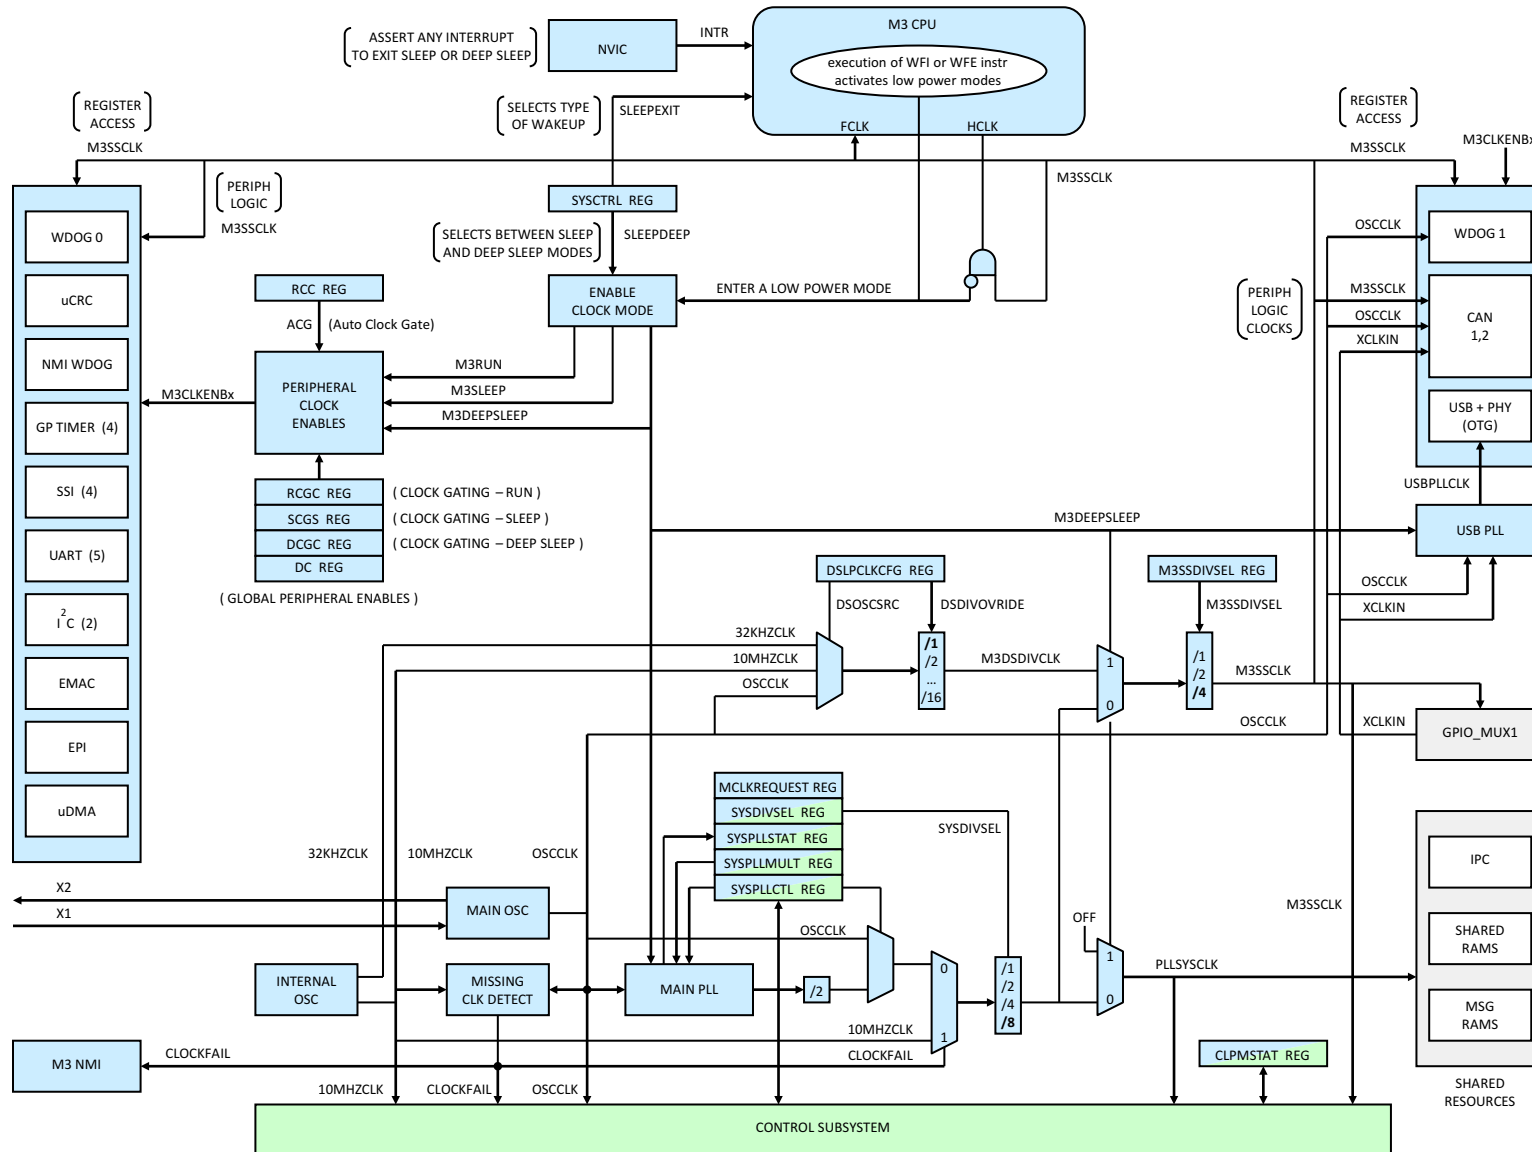 M3 CPU
ASSERT ANY INTERRUPT
TO EXIT SLEEP OR DEEP SLEEP
NVIC
INTR
execution of WFI or WFE instr
activates low power modes
REGISTER
ACCESS
SELECTS TYPE
OF WAKEUP
SLEEPEXIT
FCLK
HCLK
REGISTER
ACCESS
M3SSCLK
M3SSCLK
M3CLKENBx
PERIPH
LOGIC
M3SSCLK
SYSCTRL REG
M3SSCLK
WDOG 0
SELECTS BETWEEN SLEEP
AND DEEP SLEEP MODES
SLEEPDEEP
OSCCLK
WDOG 1
RCC REG
ENABLE
CLOCK MODE
ENTER A LOW POWER MODE
PERIPH
LOGIC
CLOCKS
M3SSCLK
OSCCLK
XCLKIN
CAN
1,2
uCRC
ACG
(Auto Clock Gate)
NMI WDOG
M3CLKENBx
PERIPHERAL
CLOCK
ENABLES
M3RUN
M3SLEEP
M3DEEPSLEEP
USB + PHY
(OTG)
GP TIMER (4)
SSI (4)
RCGC REG
( CLOCK GATING – RUN )
SCGS REG
( CLOCK GATING – SLEEP )
DCGC REG
( CLOCK GATING – DEEP SLEEP )
DC REG
( GLOBAL PERIPHERAL ENABLES )
USBPLLCLK
M3DEEPSLEEP
USB PLL
UART (5)
DSLPCLKCFG REG
M3SSDIVSEL REG
OSCCLK
XCLKIN
I2C (2)
DSOSCSRC
DSDIVOVRIDE
M3SSDIVSEL
32KHZCLK
10MHZCLK
OSCCLK
/1
/2
...
/16
M3DSDIVCLK
1
0
/1
/2
/4
M3SSCLK
EMAC
OSCCLK
XCLKIN
GPIO_MUX1
EPI
uDMA
MCLKREQUEST REG
SYSDIVSEL REG
SYSPLLSTAT REG
SYSPLLMULT REG
SYSPLLCTL REG
SYSDIVSEL
32KHZCLK
10MHZCLK
OSCCLK
IPC
X2
X1
MAIN OSC
OSCCLK
OFF
M3SSCLK
SHARED
RAMS
INTERNAL
OSC
MISSING
CLK DETECT
MAIN PLL
/2
0
1
/1
/2
/4
/8
1
0
PLLSYSCLK
MSG
RAMS
10MHZCLK
CLOCKFAIL
M3 NMI
CLOCKFAIL
CLPMSTAT REG
SHARED
RESOURCES
10MHZCLK
CLOCKFAIL
OSCCLK
CONTROL SUBSYSTEM